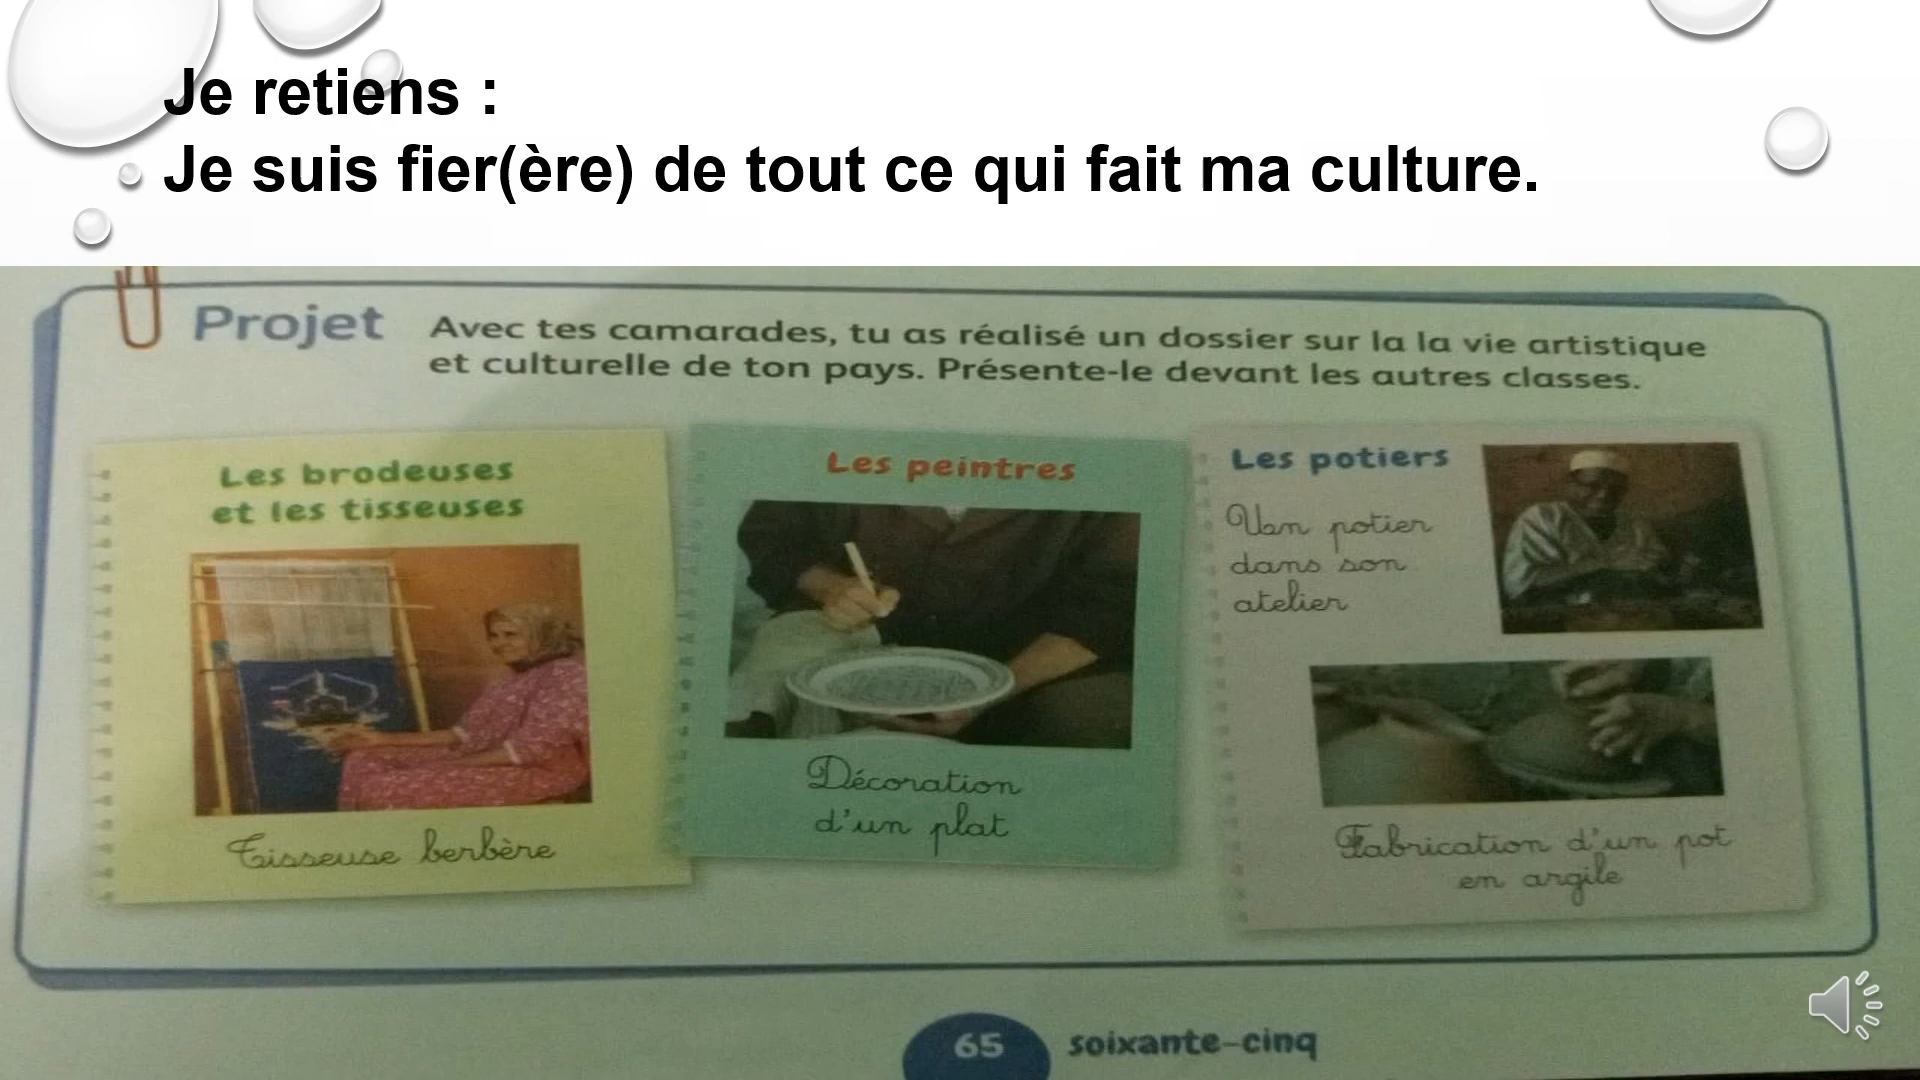 Je retiens :
Je suis fier(ère) de tout ce qui fait ma culture.
Projet
Avec tes camarades, tu as réalisé un dossier sur la la vie artistique
et culturelle de ton pays. Présente-le devant les autres classes.
Les brodeuses
et les tisseuses
Tisseuse berbère
Les peintres
Décoration
d'un plat
Les potiers
Un potier
dans son
atelier
Fabrication d'un pot
en argile
65 soixante-cinq